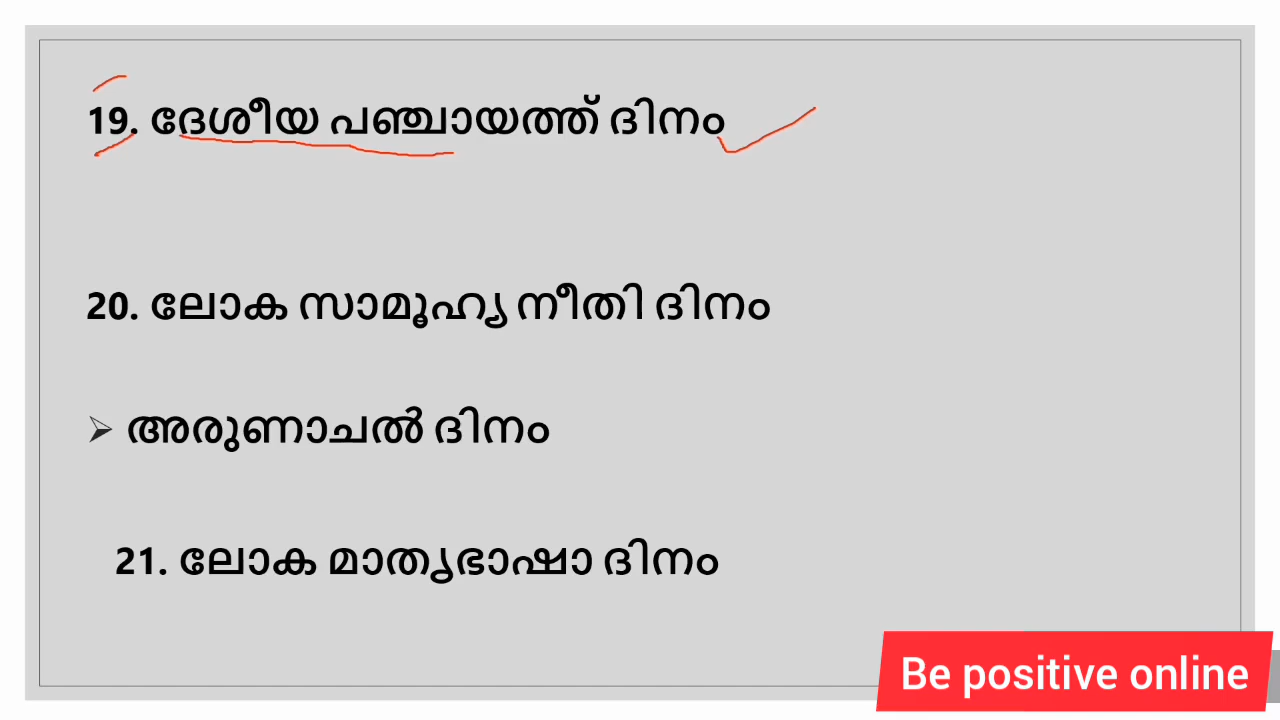 19. ദേശീയ പഞ്ചായത്ത് ദിനം
20. ലോക സാമൂഹ്യ നീതി ദിനം
➢ അരുണാചൽ ദിനം
21. ലോക മാതൃഭാഷാ ദിനം
Be positive online